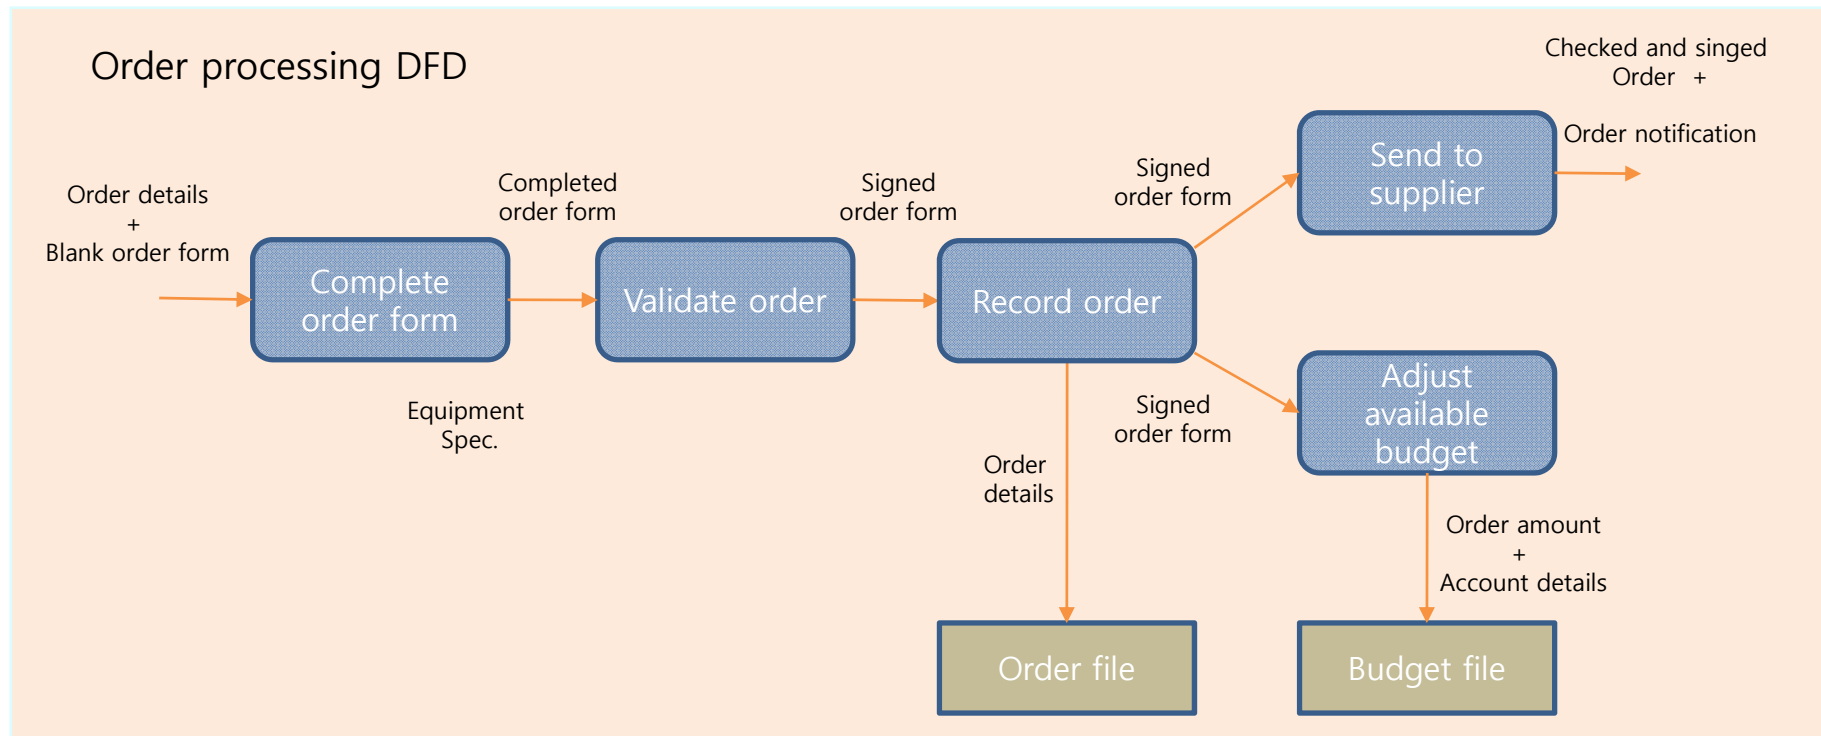 Order processing DFD
Checked and singed
Order +
Order notification
Order details
+
Blank order form
Completed
order form
Signed
order form
Signed
order form
Send to
supplier
Complete
order form
Validate order
Record order
Equipment
Spec.
Signed
order form
Adjust
available
budget
Order
details
Order amount
+
Account details
Order file
Budget file